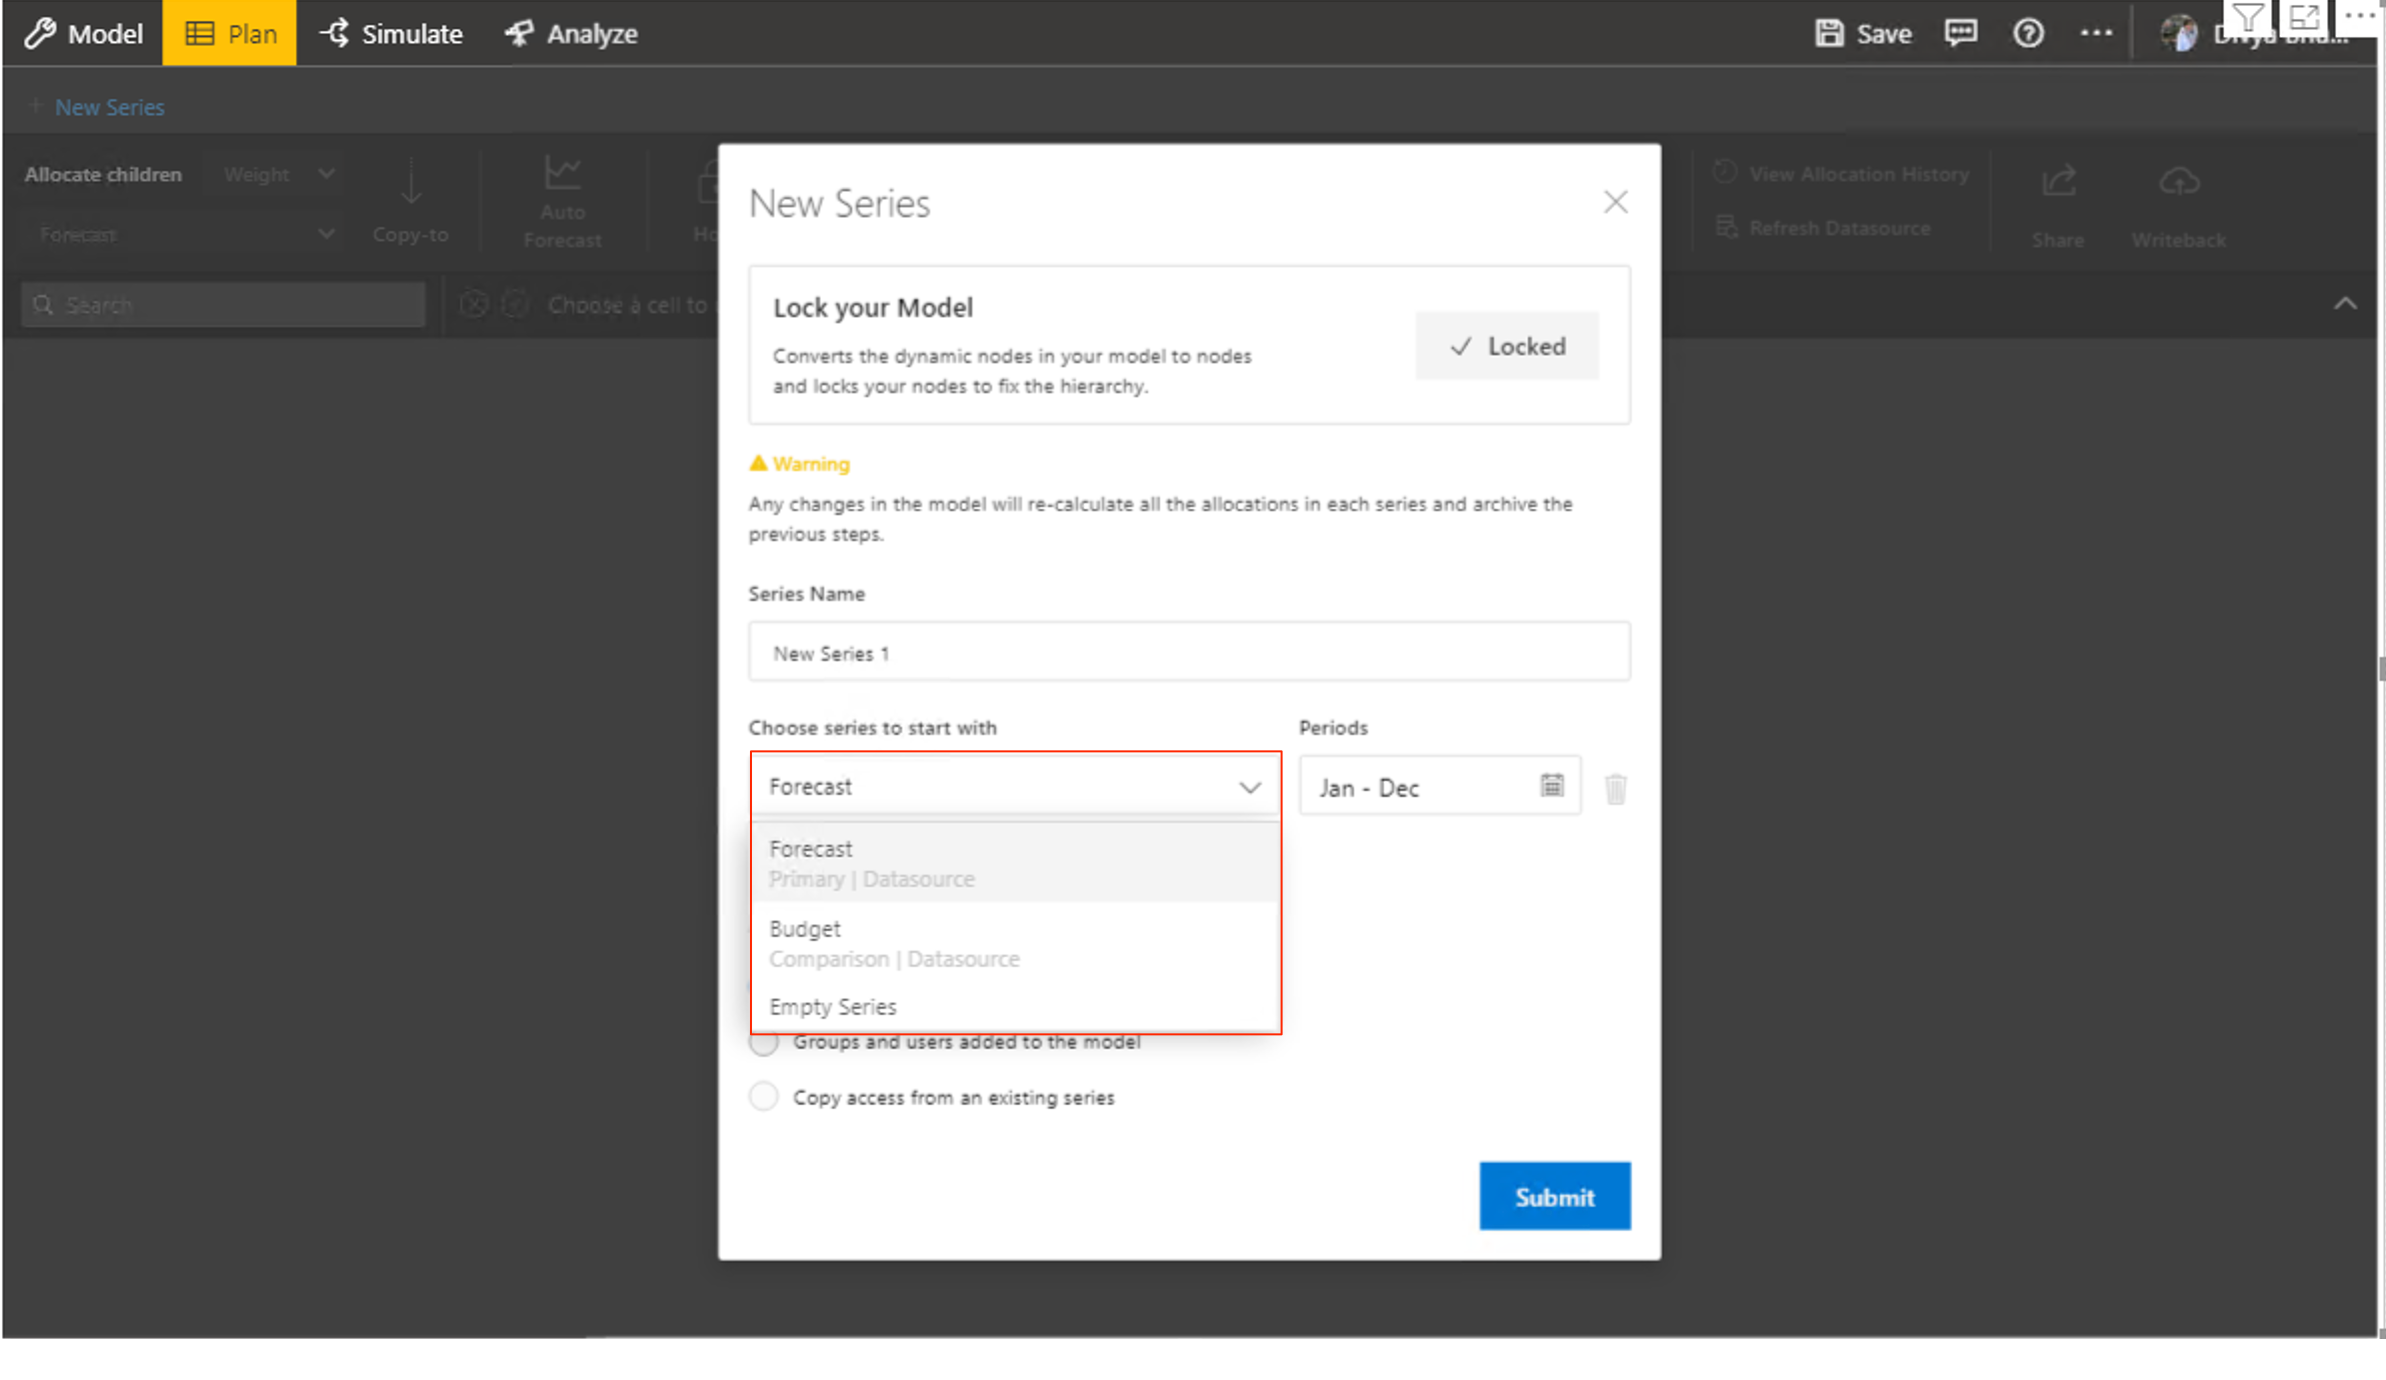 Model
Plan
Simulate
Analyze
Save
+ New Series
Allocate children
Weight
Forecast
Copy-to
Auto
Forecast
View Allocation History
Refresh Datasource
Share
Writeback
Search
Choose a cell to
New Series
Lock your Model
Converts the dynamic nodes in your model to nodes
and locks your nodes to fix the hierarchy.
Locked
Warning
Any changes in the model will re-calculate all the allocations in each series and archive the
previous steps.
Series Name
New Series 1
Choose series to start with
Periods
Forecast
Jan - Dec
Forecast
Primary | Datasource
Budget
Comparison | Datasource
Empty Series
Groups and users added to the model
Copy access from an existing series
Submit